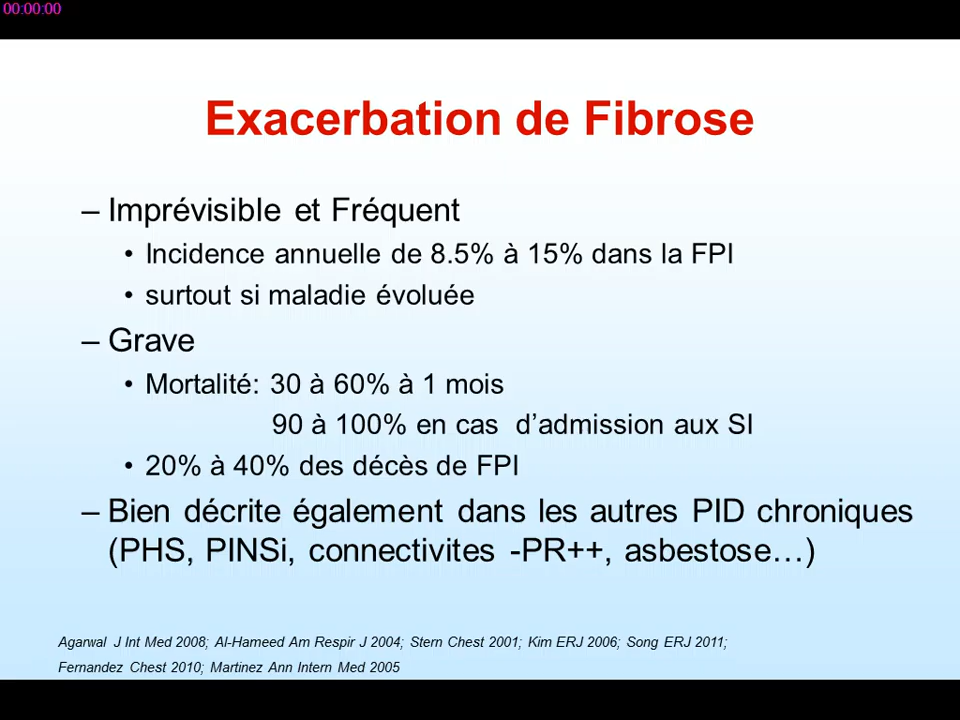 00:00:00
Exacerbation de Fibrose
– Imprévisible et Fréquent
• Incidence annuelle de 8.5% à 15% dans la FPI
• surtout si maladie évoluée
– Grave
• Mortalité: 30 à 60% à 1 mois
90 à 100% en cas d’admission aux SI
• 20% à 40% des décès de FPI
– Bien décrite également dans les autres PID chroniques
(PHS, PINSi, connectivites -PR++, asbestose…)
Agarwal J Int Med 2008; Al-Hameed Am Respir J 2004; Stern Chest 2001; Kim ERJ 2006; Song ERJ 2011;
Fernandez Chest 2010; Martinez Ann Intern Med 2005